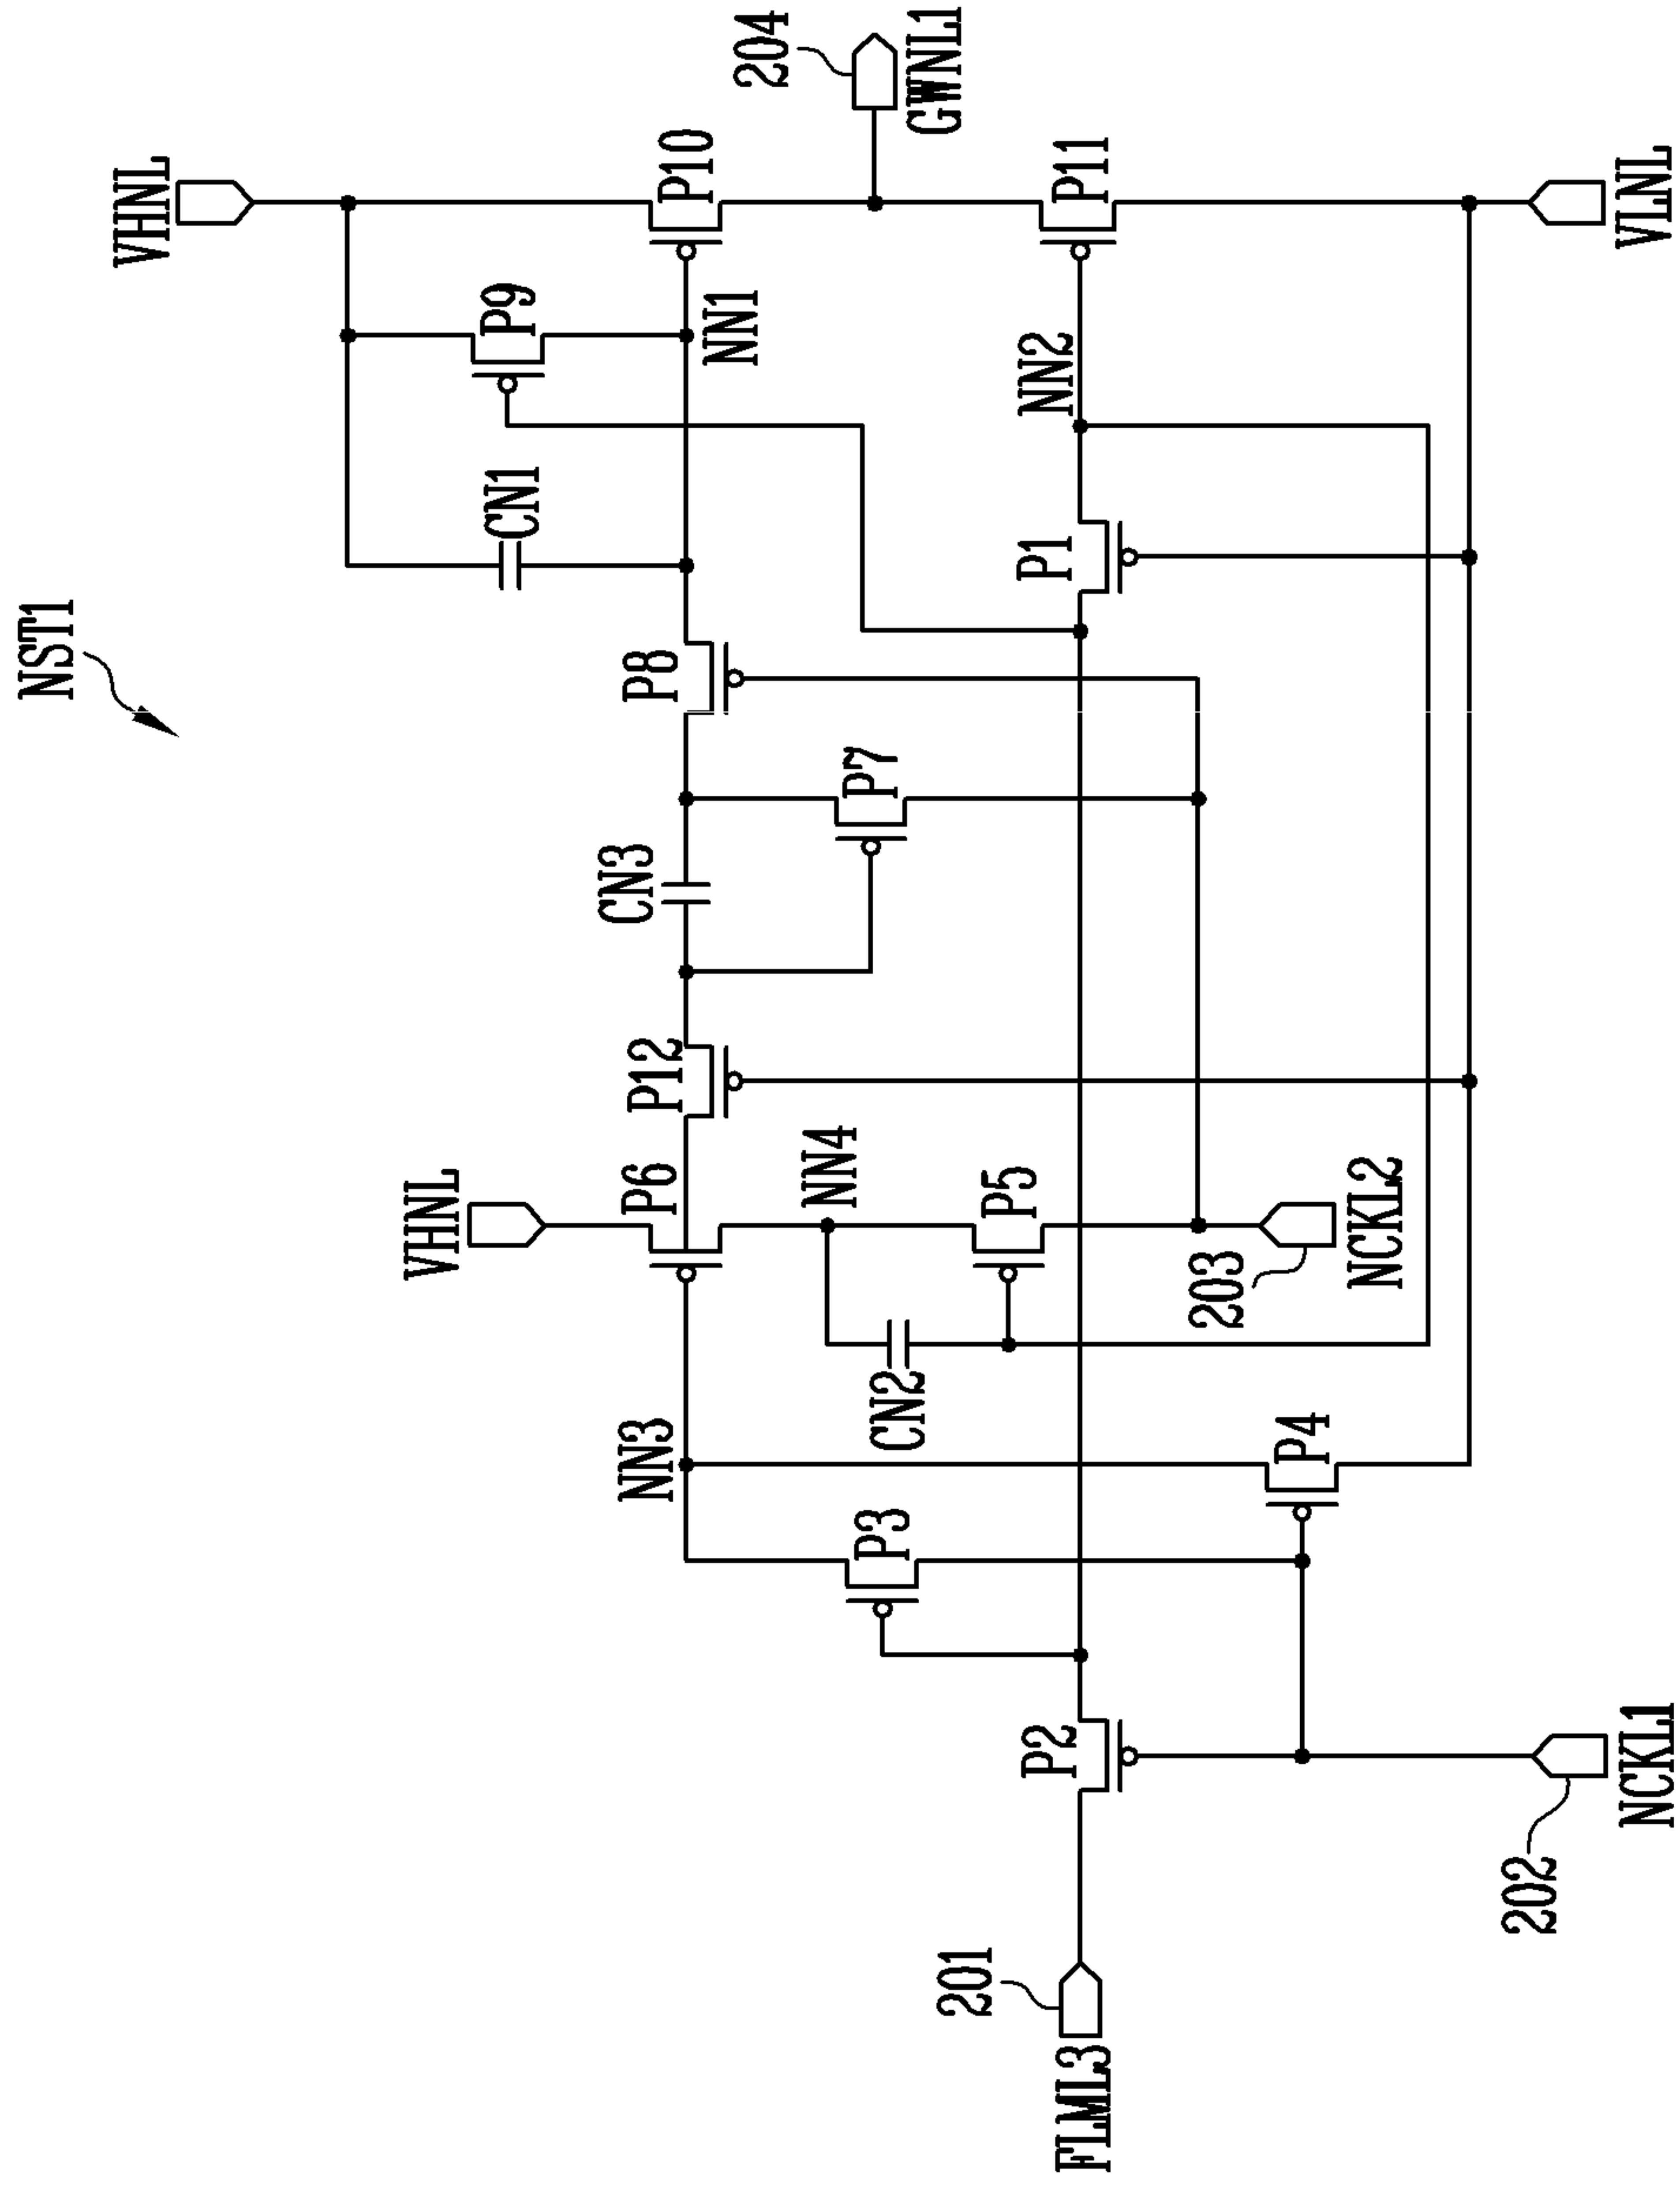 NST1
VHNL
204
GWNL1
P10
P9
NN1
CN1
P11
NN2
P8
P1
VLNL
P7
CN3
P12
VHNL
P6
NN4
P5
NCKL2
203
CN2
NN3
P4
P3
P2
NCKL1
202
201
FLML3